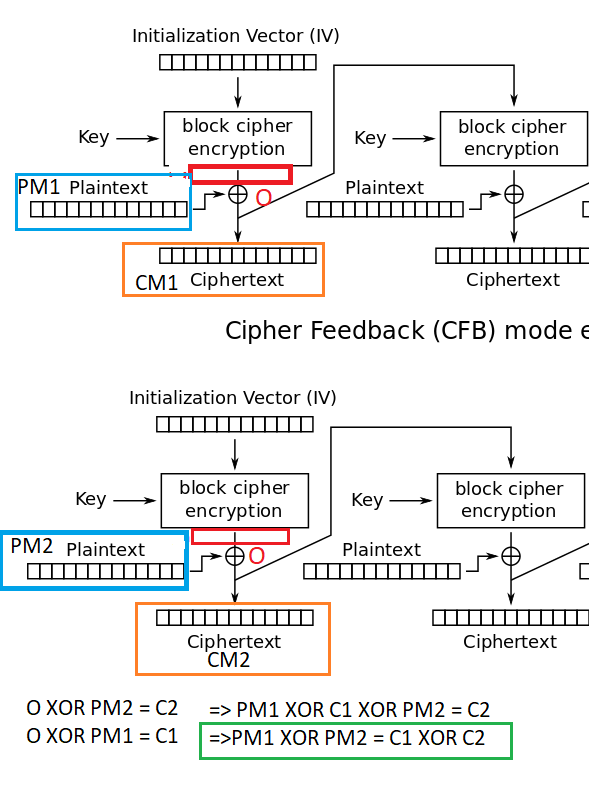 Initialization Vector (IV)
block cipher
encryption
Key
block cipher
encryption
Key
PM1 Plaintext
O
Plaintext
CM1 Ciphertext
Ciphertext
Cipher Feedback (CFB) mode e
Initialization Vector (IV)
block cipher
encryption
Key
block cipher
encryption
Key
PM2 Plaintext
O
Plaintext
Ciphertext
CM2
Ciphertext
O XOR PM2 = C2 => PM1 XOR C1 XOR PM2 = C2
O XOR PM1 = C1 =>PM1 XOR PM2 = C1 XOR C2